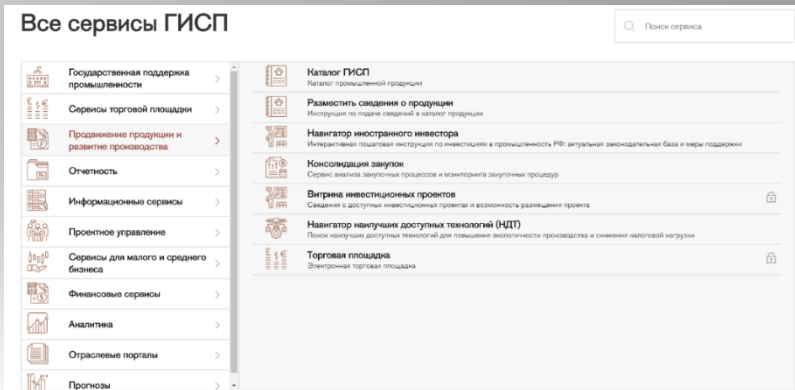 Все сервисы ГИСП
Поиск сервиса
Государственная поддержка
промышленности
Сервисы торговой площадки
Продвижение продукции и
развитие производства
Отчетность
Информационные сервисы
Проектное управление
Сервисы для малого и среднего
бизнеса
Финансовые сервисы
Аналитика
Отраслевые порталы
Прогнозы
Каталог ГИСП
Каталог промышленной продукции
Разместить сведения о продукции
Инструкция по подаче сведений в каталог продукции
Навигатор иностранного инвестора
Интерактивная пошаговая инструкция по инвестициям в промышленность РФ: актуальная законодательная база и меры поддержки
Консолидация закупок
Сервис анализа закупочных процессов и мониторинга закупочных процедур
Витрина инвестиционных проектов
Сведения о доступных инвестиционных проектах и возможность размещения проекта
Навигатор наилучших доступных технологий (НДТ)
Поиск наилучших доступных технологий для повышения экологичности производства и снижения налоговой нагрузки
Торговая площадка
Электронная торговая площадка